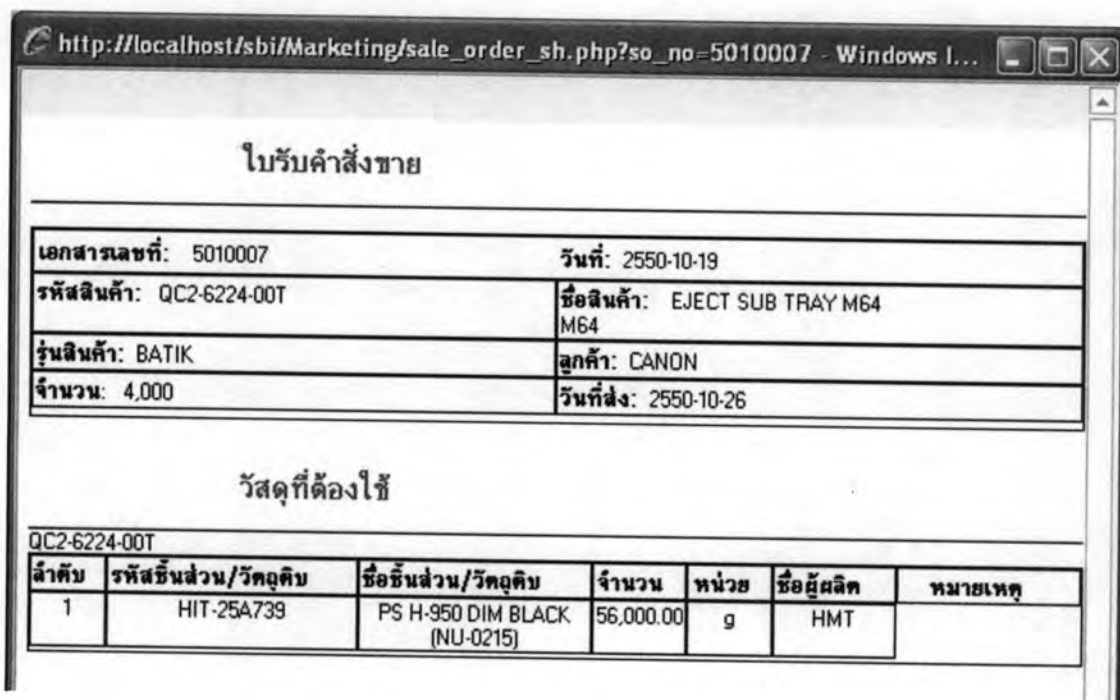 http://localhost/sbi/Marketing/sale_order_sh.php?so_no=5010007 - Windows I...
ใบรับคำสั่งขาย
เอกสารเลขที่: 5010007 วันที่: 2550-10-19
รหัสสินค้า: QC2-6224-00T ชื่อสินค้า: EJECT SUB TRAY M64
M64
รุ่นสินค้า: BATIK ลูกค้า: CANON
จำนวน: 4,000 วันที่ส่ง: 2550-10-26
วัสดุที่ต้องใช้
QC2-6224-00T
ลำดับ รหัสชิ้นส่วน/วัตถุดิบ ชื่อชิ้นส่วน/วัตถุดิบ จำนวน หน่วย ชื่อผู้ผลิต หมายเหตุ
1 HIT-25A739 PS H-950 DIM BLACK 56,000.00 g HMT
(NU-0215)